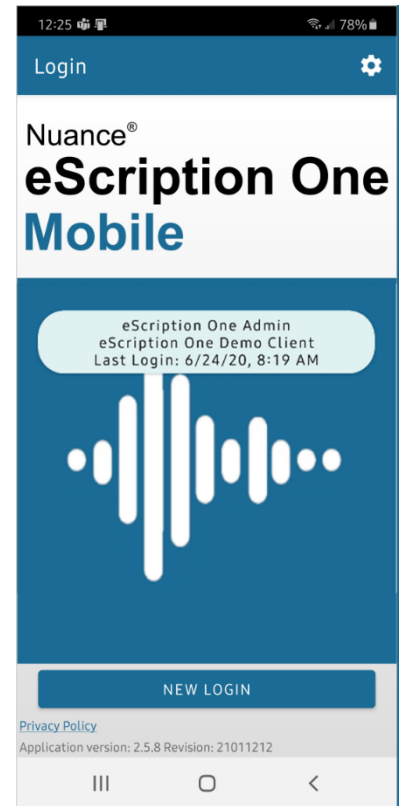 12:25 78%
Login
Nuance®
eScription One
Mobile
eScription One Admin
eScription One Demo Client
Last Login: 6/24/20, 8:19 AM
NEW LOGIN
Privacy Policy
Application version: 2.5.8 Revision: 21011212